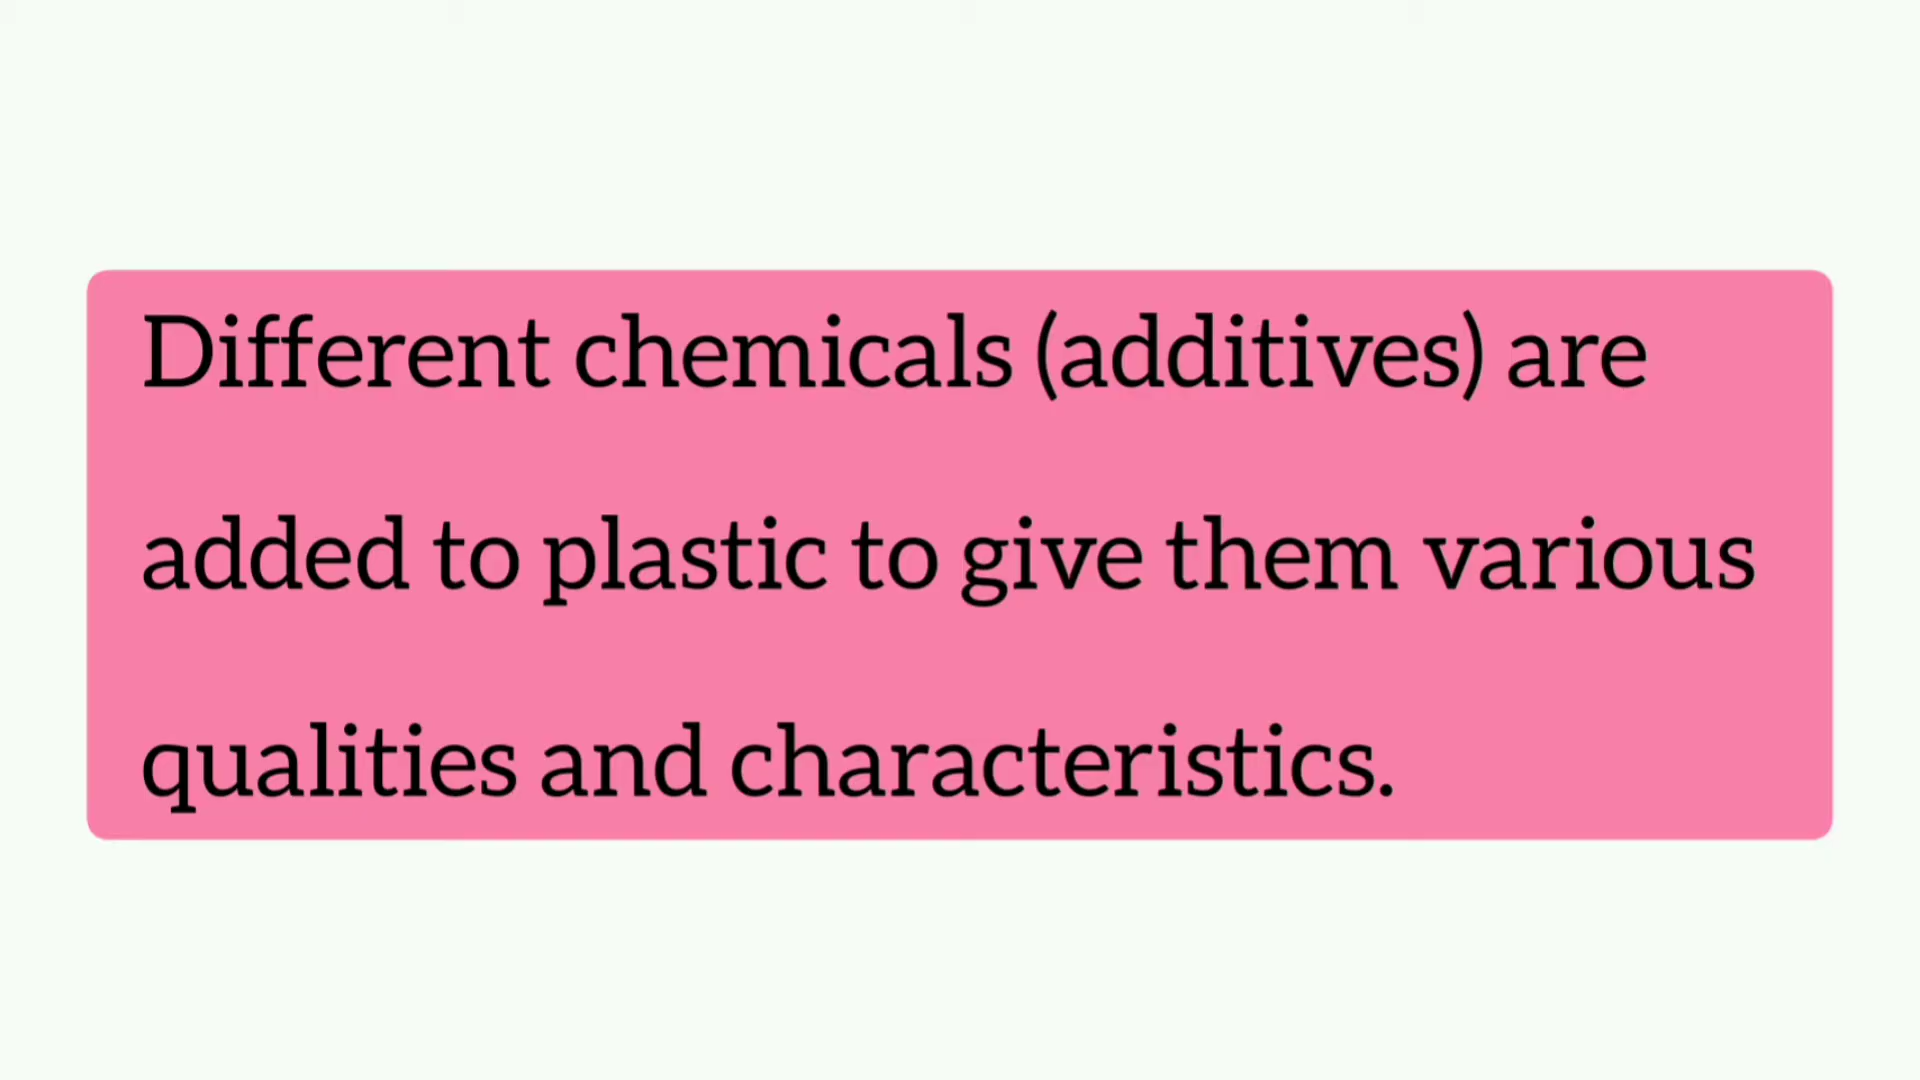 Different chemicals (additives) are
added to plastic to give them various
qualities and characteristics.